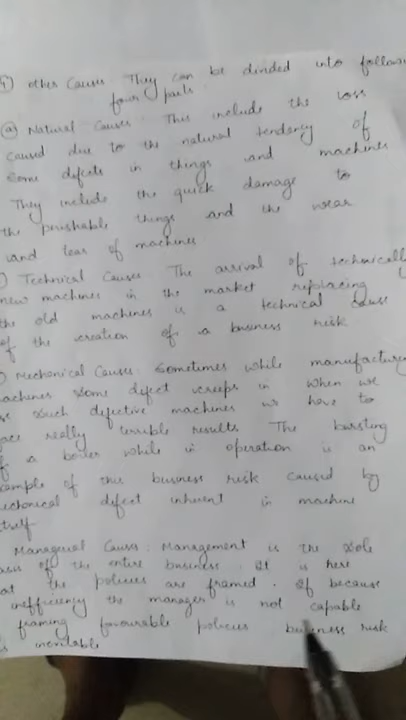 4) Other Causes They can be divided into follow
four parts
(a) Natural Causes: This include the loss
caused due to the natural tendency of
some defects in things and machines
They include the quick damage to
the perishable things and the wear
and tear of machines
) Technical Causes The arrival of technically
new machines in the market replacing
the old machines is a technical cause
of the creation of a business risk
) Mechanical Causes: Sometimes while manufacturing
machines some defect creeps in When we
use such defective machines we have to
face really terrible results The bursting
of a boiler while in operation is an
example of this business risk caused by
mechanical defect inherent in machine
itself
Managerial Causes: Management is the sole
of the entire business. It is here
at the policies are framed. If because
inefficiency the manager is not capable
framing favourable policies business risk
is inevitable